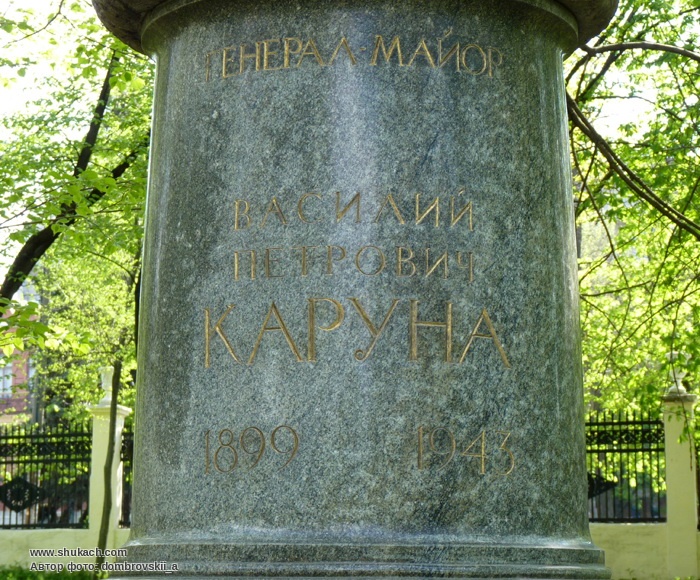 ГЕНЕРАЛ-МАЙОР
ВАСИЛИЙ
ПЕТРОВИЧ
КАРУНА
1899 1943
www.shukach.com
Автор фото: dombrovskii_a